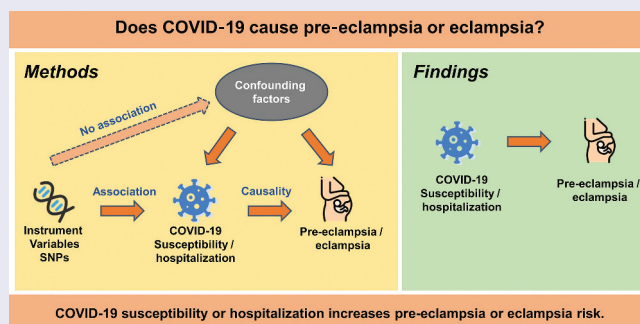 Does COVID-19 cause pre-eclampsia or eclampsia?
Methods
Confounding
factors
No association
Association
Causality
Instrument
Variables
SNPs
COVID-19
Susceptibility /
hospitalization
Pre-eclampsia /
eclampsia
Findings
COVID-19
Susceptibility /
hospitalization
Pre-eclampsia /
eclampsia
COVID-19 susceptibility or hospitalization increases pre-eclampsia or eclampsia risk.